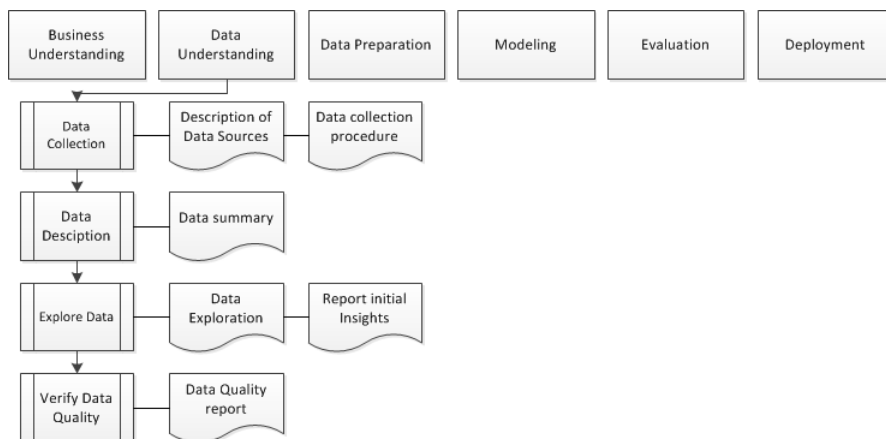 Business
Understanding
Data
Understanding
Data Preparation
Modeling
Evaluation
Deployment
Data
Collection
Description of
Data Sources
Data collection
procedure
Data
Desciption
Data summary
Explore Data
Data
Exploration
Report initial
Insights
Verify Data
Quality
Data Quality
report